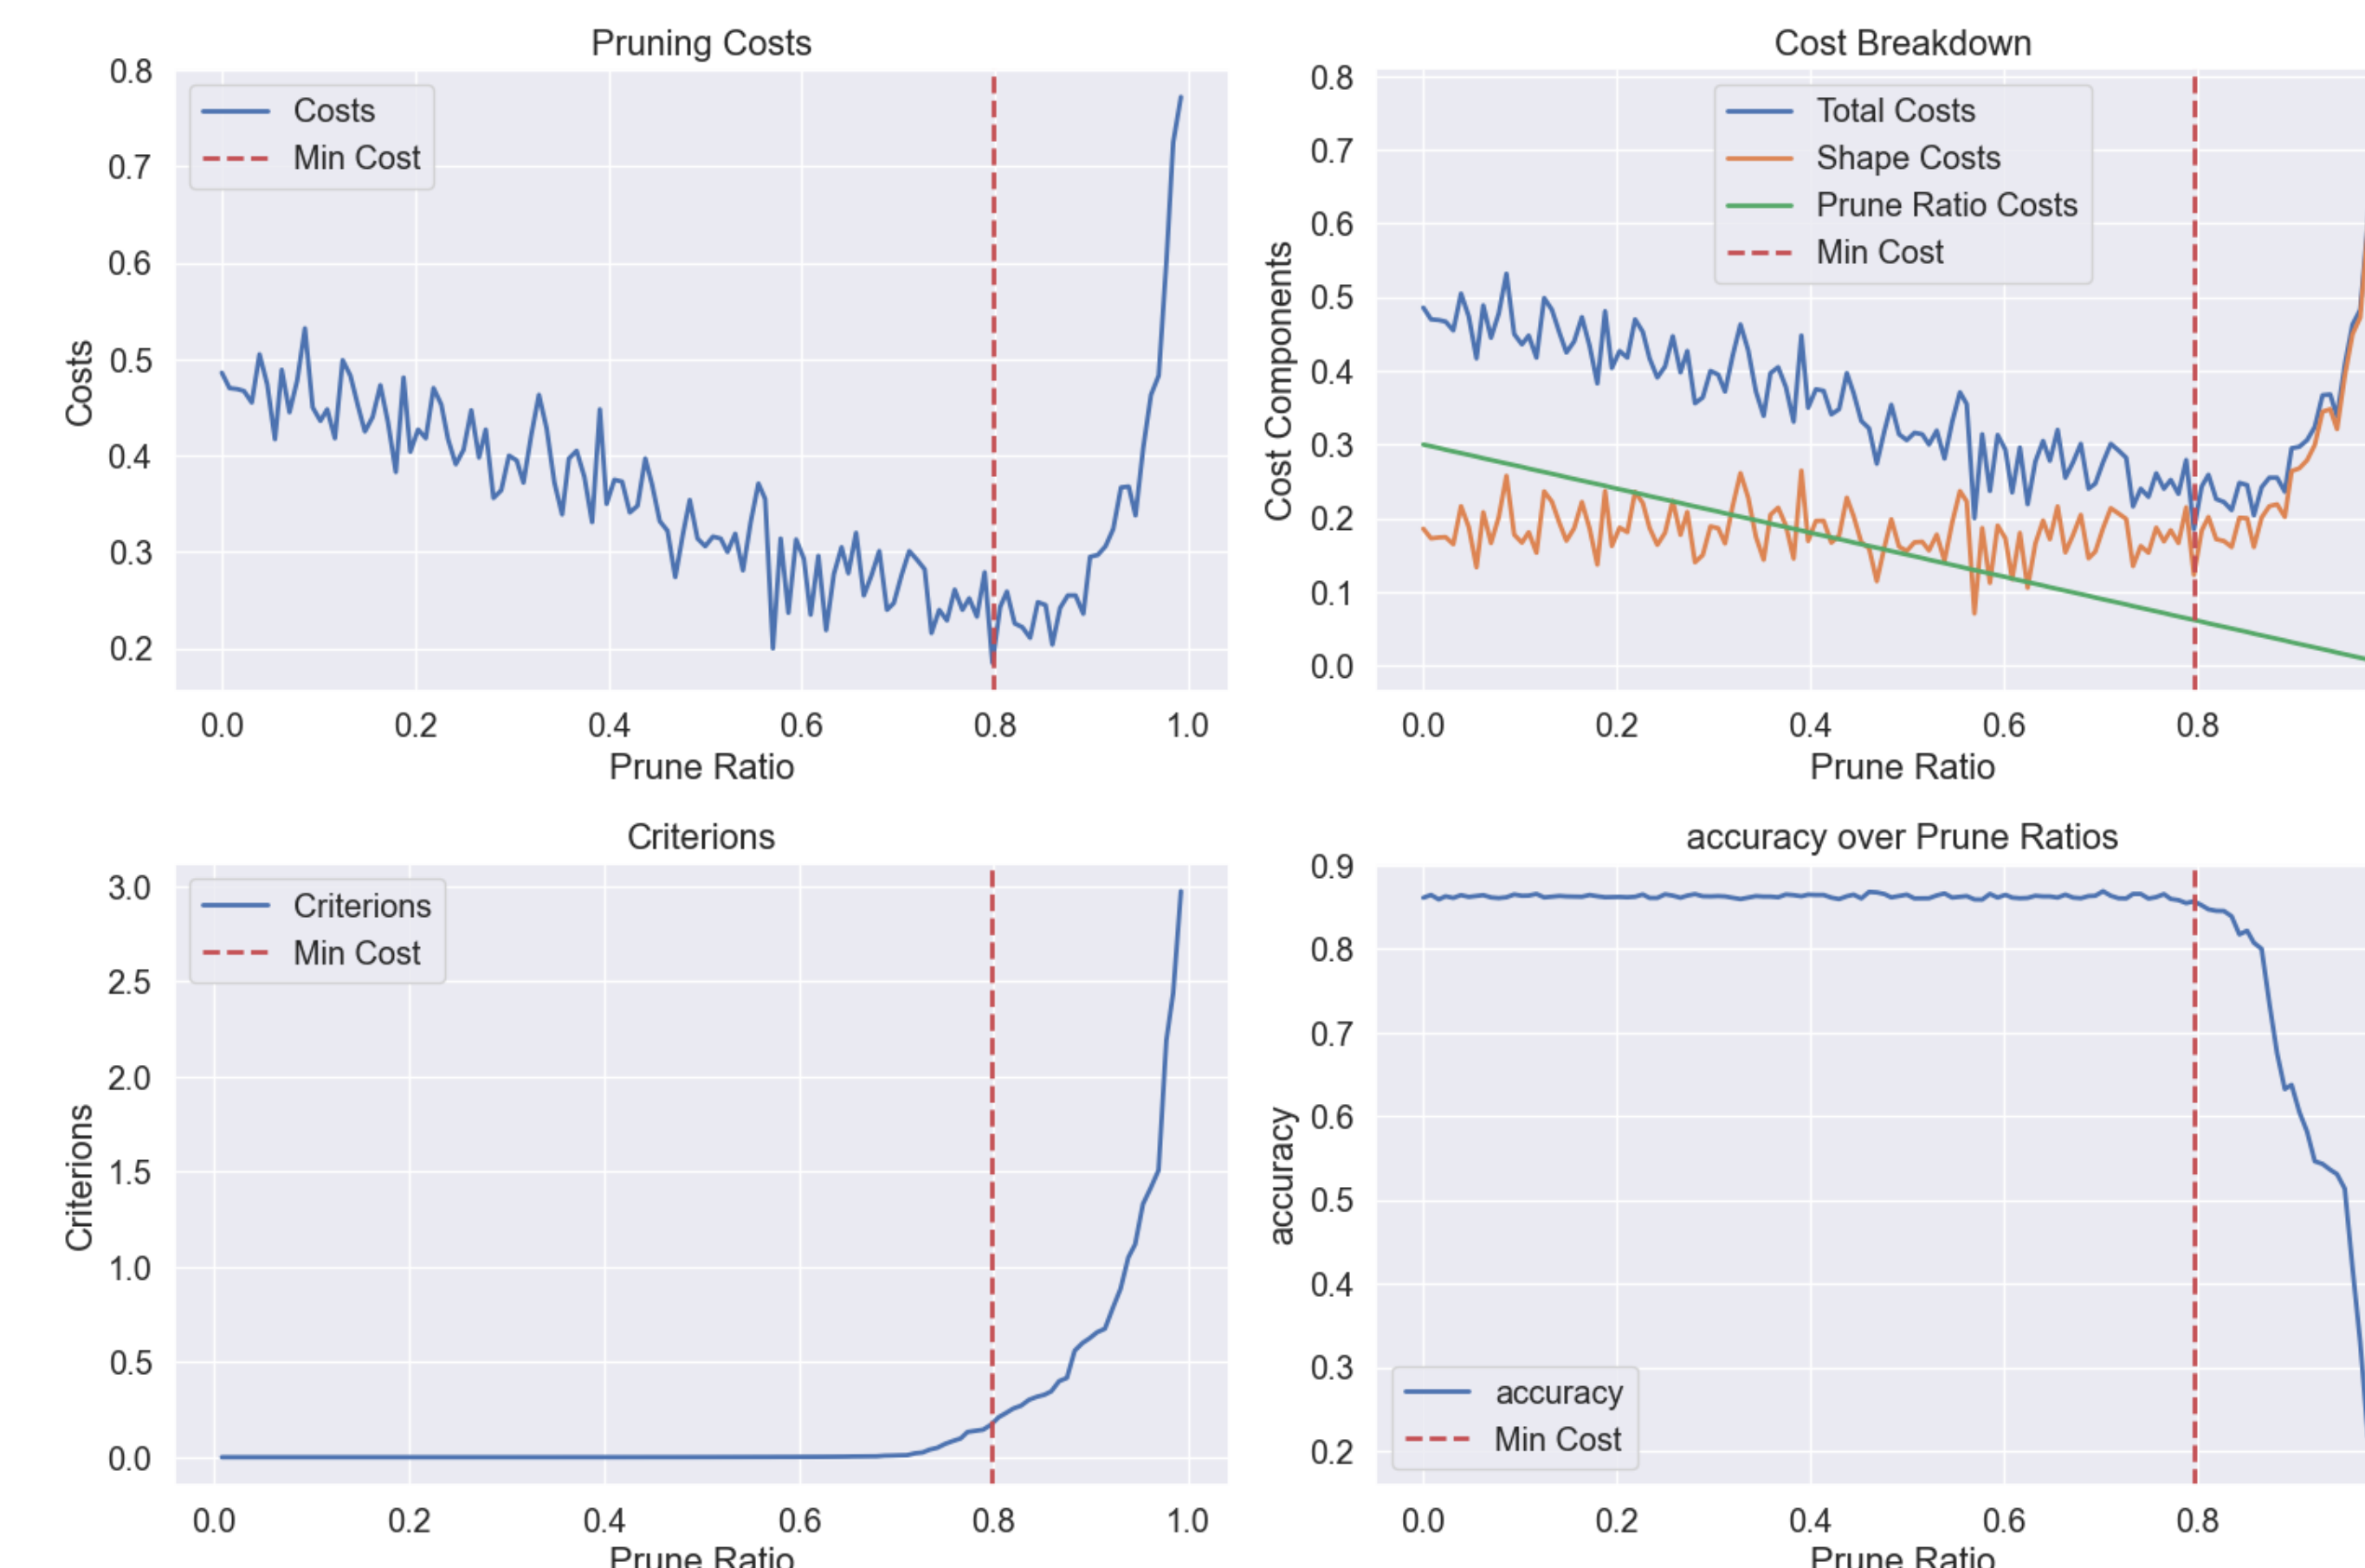 Pruning Costs
0.8
0.7
0.6
0.5
0.4
0.3
0.2
Costs
Costs
Min Cost
0.0 0.2 0.4 0.6 0.8 1.0
Prune Ratio
Cost Breakdown
0.8
0.7
0.6
0.5
0.4
0.3
0.2
0.1
0.0
Cost Components
Total Costs
Shape Costs
Prune Ratio Costs
Min Cost
0.0 0.2 0.4 0.6 0.8
Prune Ratio
Criterions
3.0
2.5
2.0
1.5
1.0
0.5
0.0
Criterions
Criterions
Min Cost
0.0 0.2 0.4 0.6 0.8 1.0
Prune Ratio
accuracy over Prune Ratios
0.9
0.8
0.7
0.6
0.5
0.4
0.3
0.2
accuracy
accuracy
Min Cost
0.0 0.2 0.4 0.6 0.8
Prune Ratio